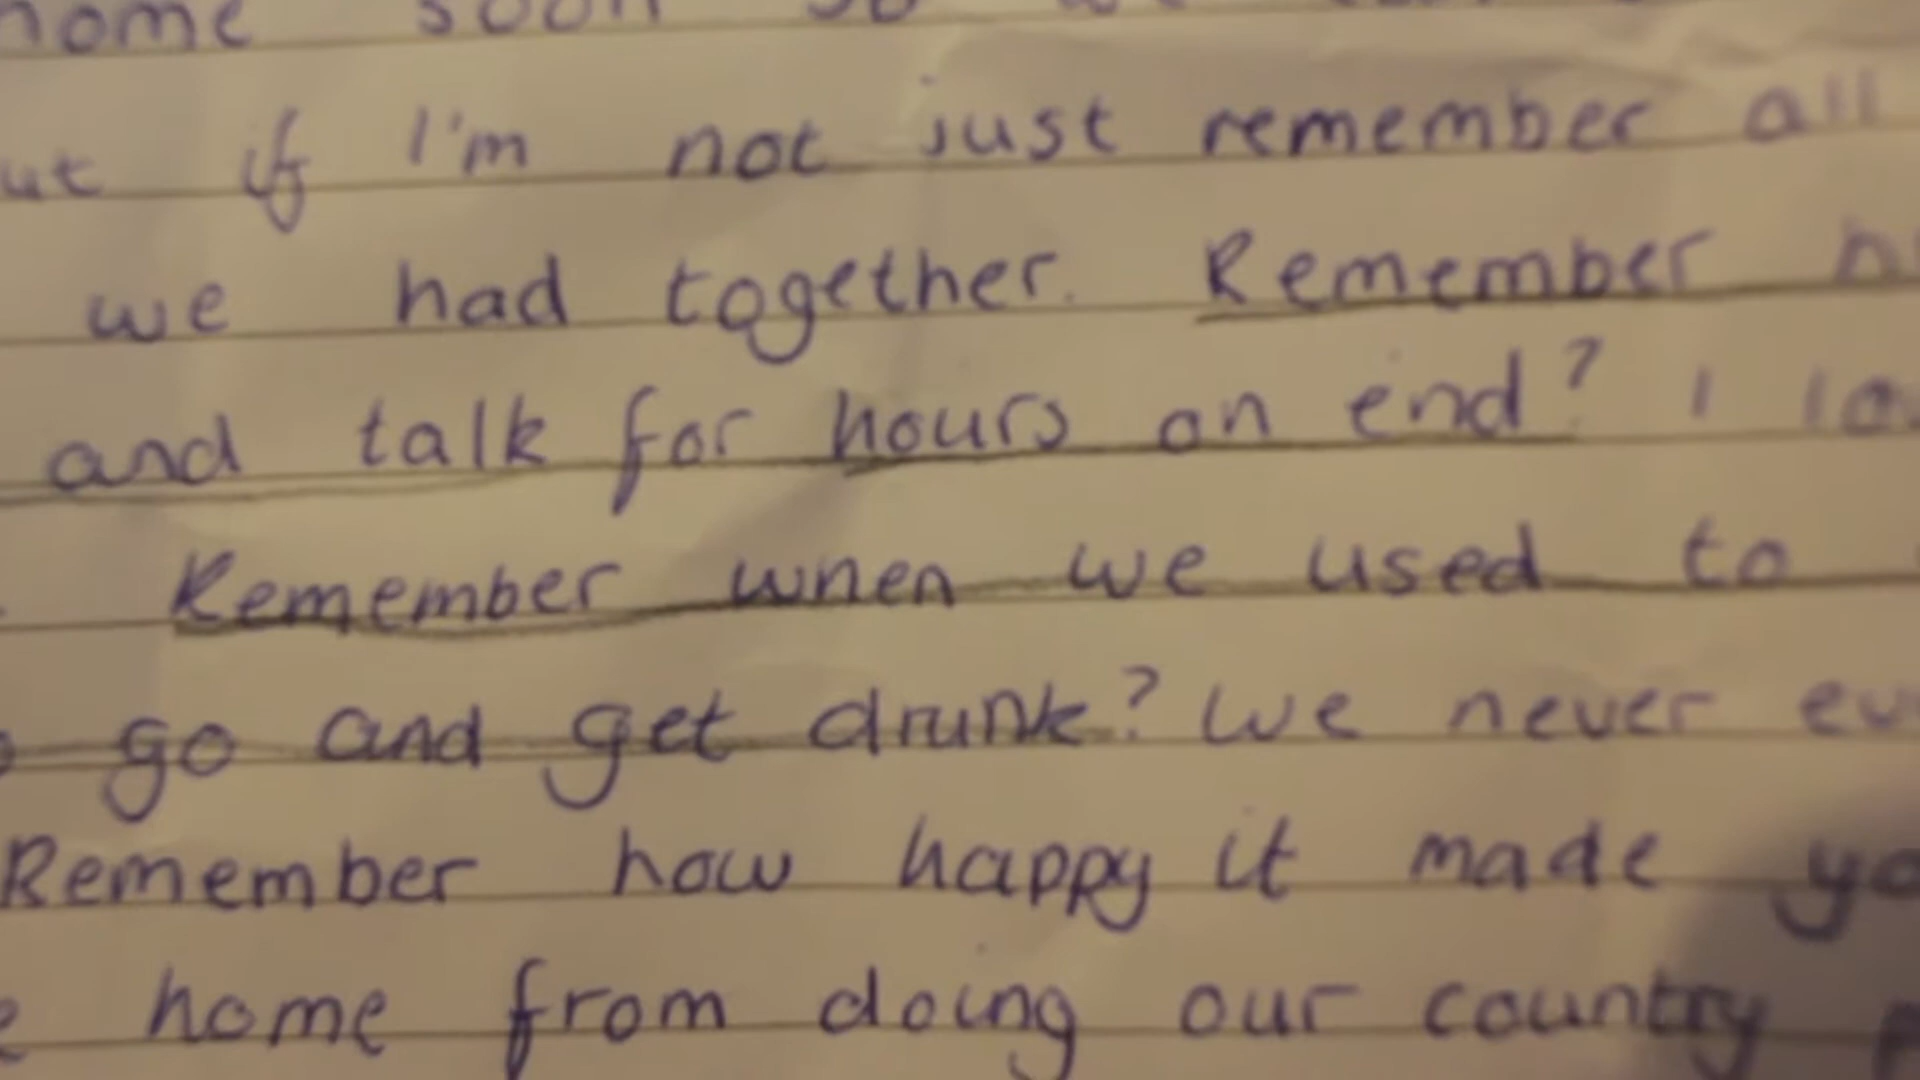 home soon so we
if I'm not just remember all
we had together. Remember
and talk for hours on end? I
Remember when we used to
go and get drunk? We never
Remember how happy it made
home from doing our country